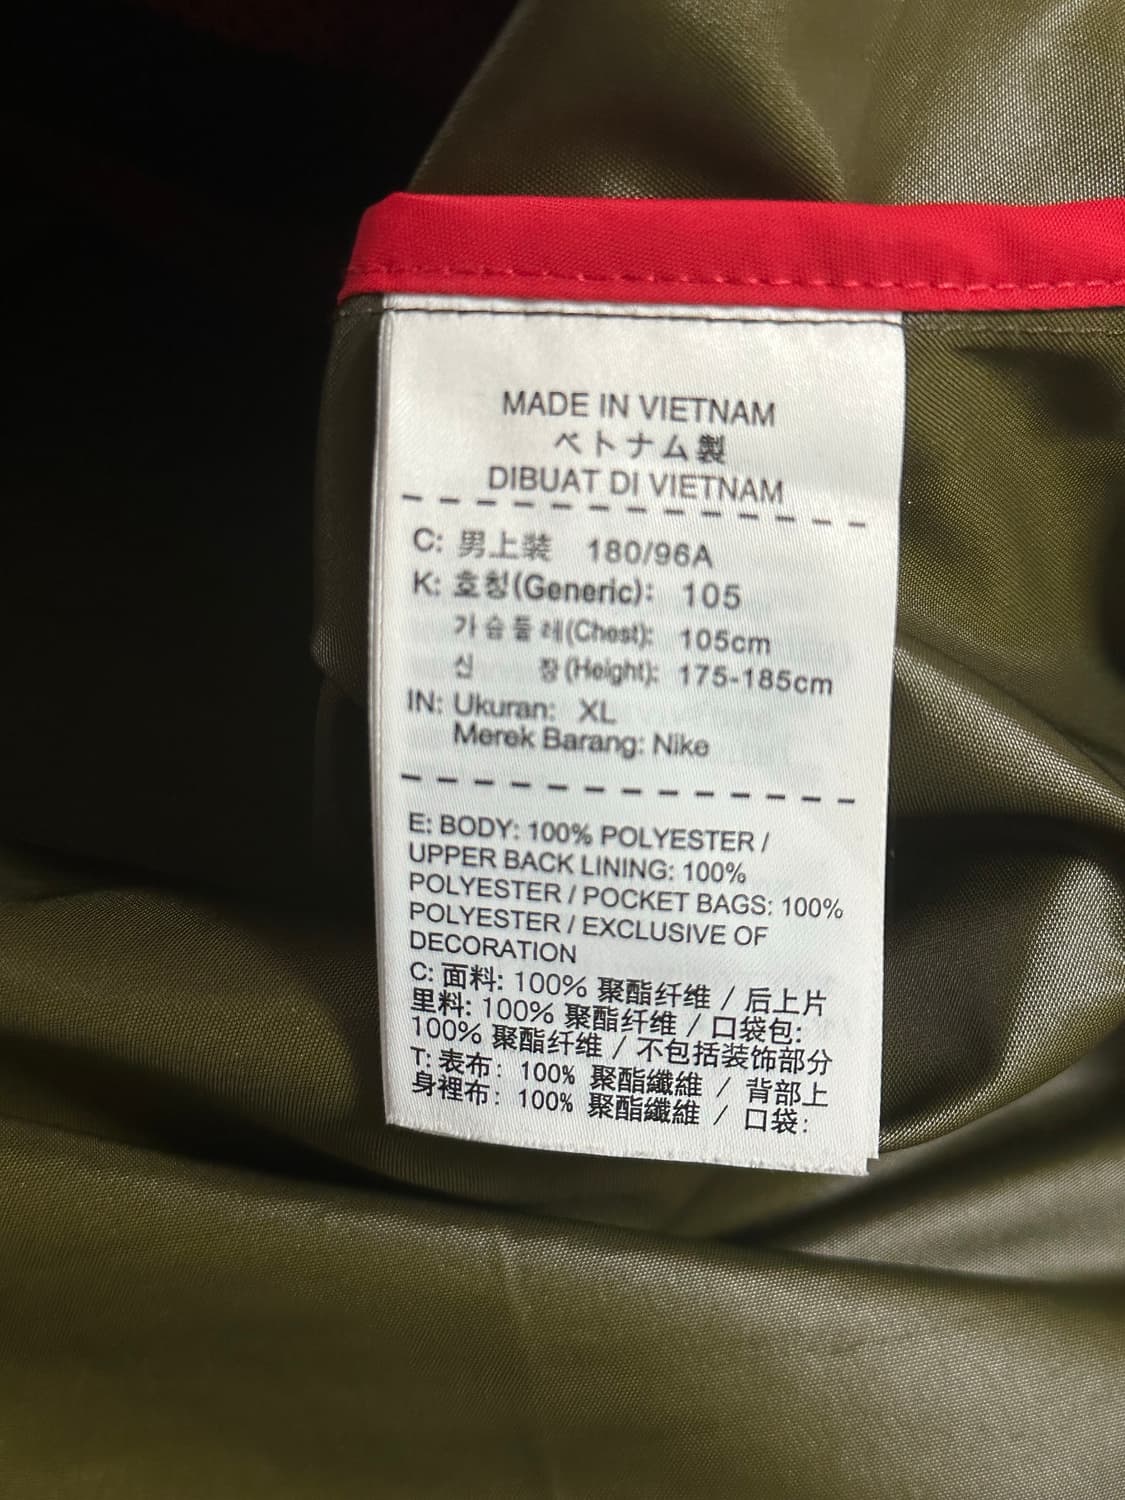 MADE IN VIETNAM
ベトナム製
DIBUAT DI VIETNAM
C: 男上装 180/96A
K: 호칭(Generic): 105
가슴둘레(Chest): 105cm
신 장(Height): 175-185cm
IN: Ukuran: XL
Merek Barang: Nike
E: BODY: 100% POLYESTER /
UPPER BACK LINING: 100%
POLYESTER / POCKET BAGS: 100%
POLYESTER / EXCLUSIVE OF
DECORATION
C: 面料: 100% 聚酯纤维 / 后上片
里料: 100% 聚酯纤维 / 口袋包:
100% 聚酯纤维 / 不包括装饰部分
T: 表布: 100% 聚酯纖維 / 背部上
身裡布: 100% 聚酯纖維 / 口袋: